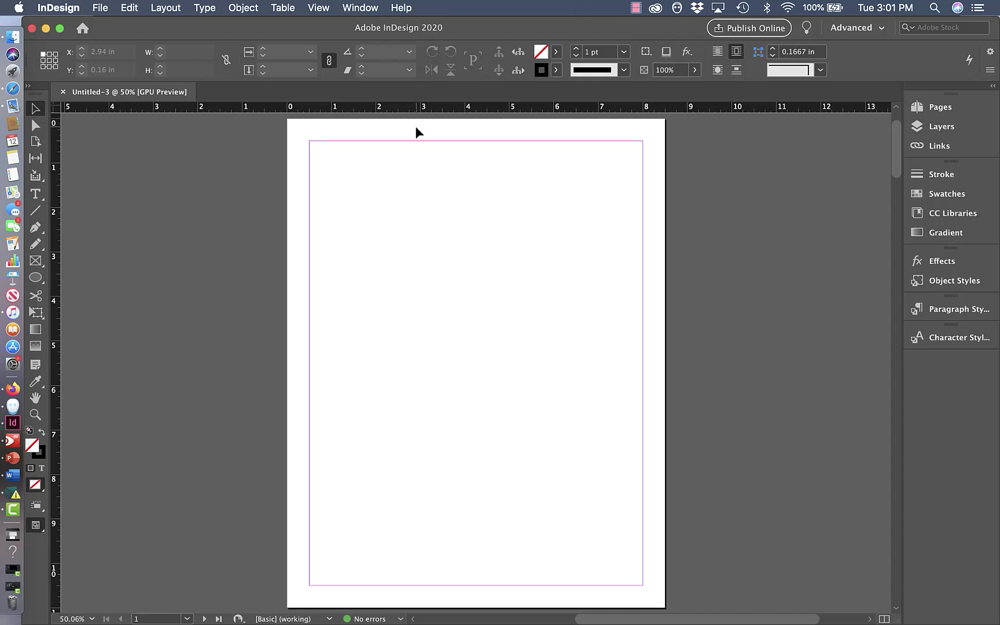 InDesign File Edit Layout Type Object Table View Window Help 100% Tue 3:01 PM
Adobe InDesign 2020 Publish Online Advanced Adobe Stock
X: 2.94 in W: 1 pt 0.1667 in
Y: 0.16 in H: 100%
Untitled-3 @ 50% [GPU Preview]
5 4 3 2 1 0 1 2 3 4 5 6 7 8 9 10 11 12 13
0
1
2
3
4
5
6
7
8
9
1
0
1
Pages
Layers
Links
Stroke
Swatches
CC Libraries
Gradient
Effects
Object Styles
Paragraph Sty...
Character Styl...
50.06% 1 [Basic] (working) No errors